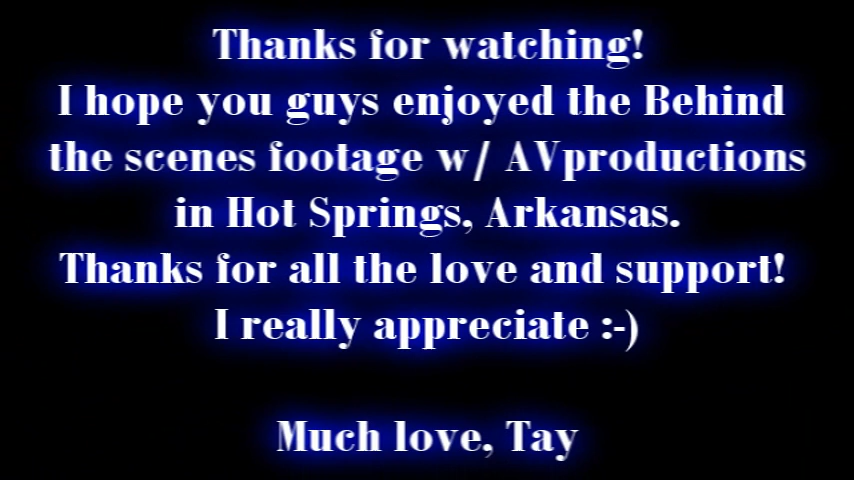 Thanks for watching!
I hope you guys enjoyed the Behind
the scenes footage w/ AVproductions
in Hot Springs, Arkansas.
Thanks for all the love and support!
I really appreciate :-)
Much love, Tay